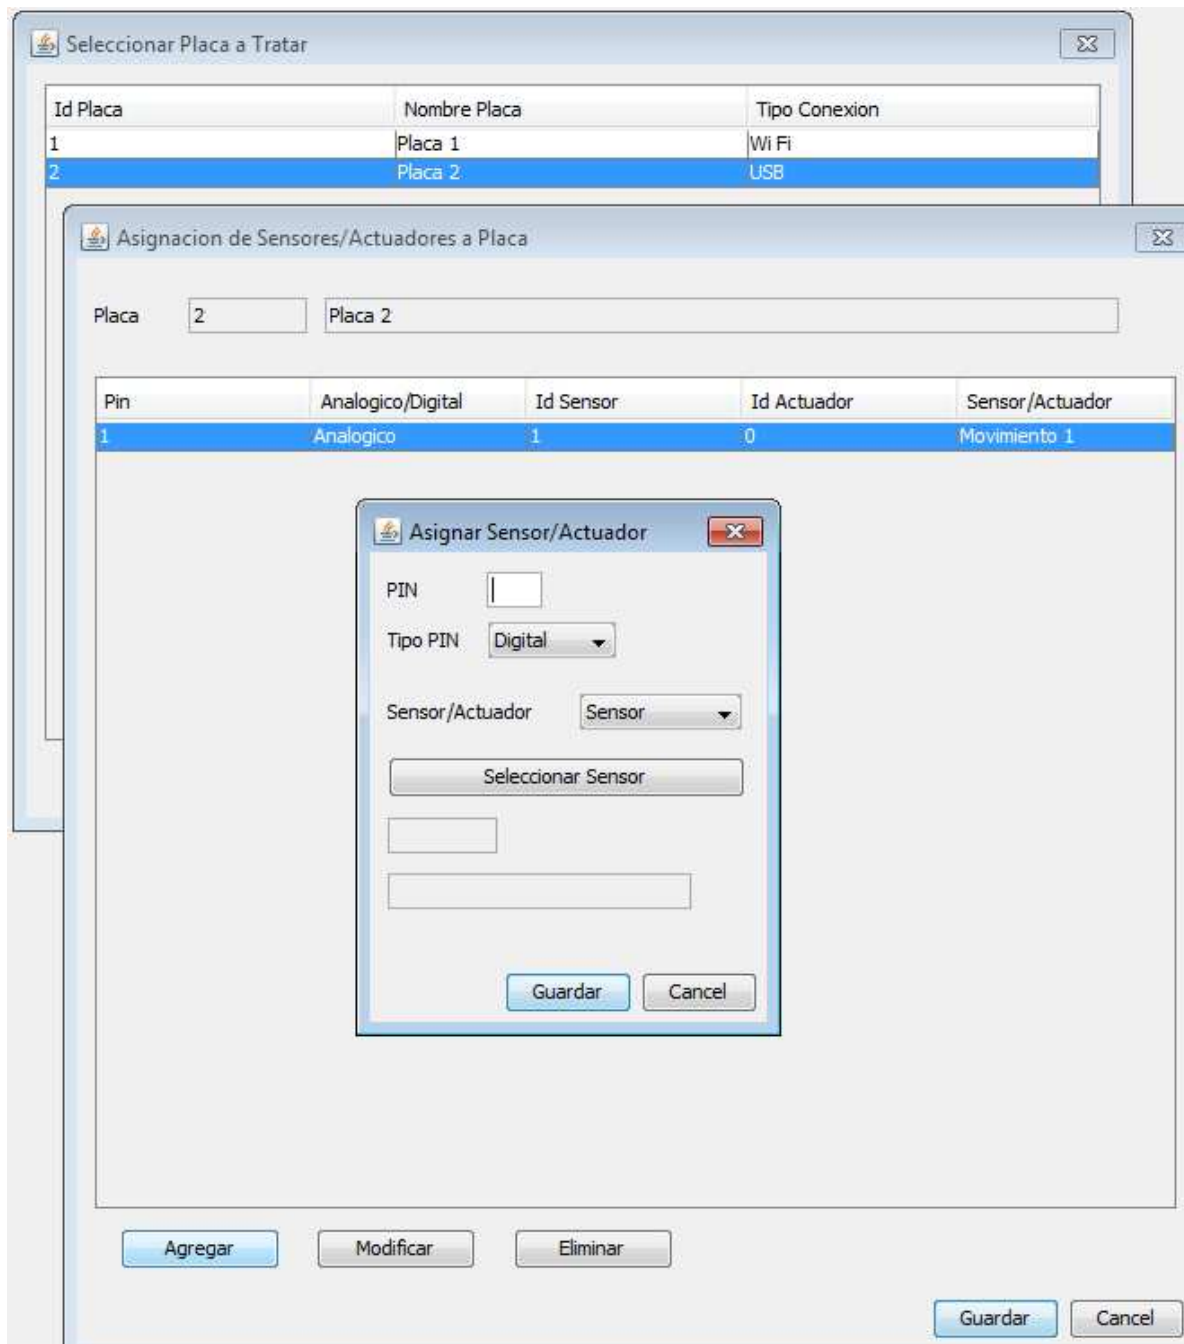 Seleccionar Placa a Tratar
Id Placa Nombre Placa Tipo Conexion
1 Placa 1 Wi Fi
2 Placa 2 USB
Asignacion de Sensores/Actuadores a Placa
Placa 2 Placa 2
Pin Analogico/Digital Id Sensor Id Actuador Sensor/Actuador
1 Analogico 1 0 Movimiento 1
Asignar Sensor/Actuador
PIN
Tipo PIN Digital
Sensor/Actuador Sensor
Seleccionar Sensor
Guardar Cancel
Agregar Modificar Eliminar
Guardar Cancel